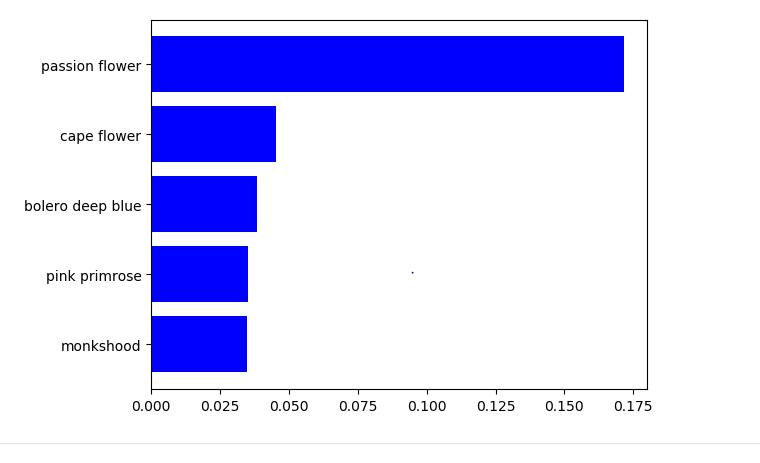 passion flower
cape flower
bolero deep blue
pink primrose
monkshood
0.000 0.025 0.050 0.075 0.100 0.125 0.150 0.175